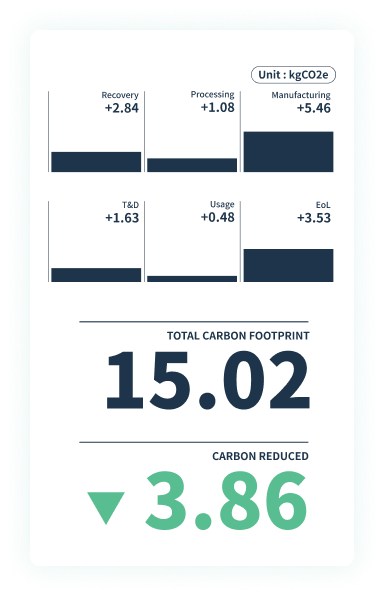 Unit : kgCO2e
Recovery
+2.84
Processing
+1.08
Manufacturing
+5.46
T&D
+1.63
Usage
+0.48
EoL
+3.53
TOTAL CARBON FOOTPRINT
15.02
CARBON REDUCED
3.86